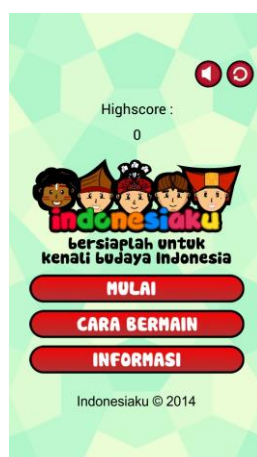 Highscore :
0
indonesiaku
bersiaplah untuk
kenali budaya Indonesia
MULAI
CARA BERMAIN
INFORMASI
Indonesiaku © 2014